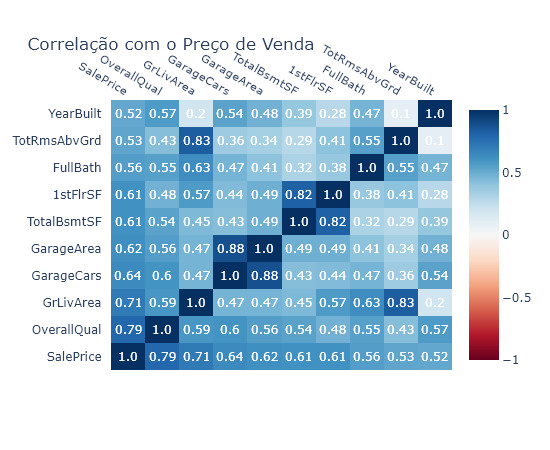 Correlação com o Preço de Venda
SalePrice OverallQual GrLivArea GarageCars GarageArea TotalBsmtSF 1stFlrSF FullBath TotRmsAbvGrd YearBuilt
YearBuilt 0.52 0.57 0.2 0.54 0.48 0.39 0.28 0.47 0.1 1.0
TotRmsAbvGrd 0.53 0.43 0.83 0.36 0.34 0.29 0.41 0.55 1.0 0.1
FullBath 0.56 0.55 0.63 0.47 0.41 0.32 0.38 1.0 0.55 0.47
1stFlrSF 0.61 0.48 0.57 0.44 0.49 0.82 1.0 0.38 0.41 0.28
TotalBsmtSF 0.61 0.54 0.45 0.43 0.49 1.0 0.82 0.32 0.29 0.39
GarageArea 0.62 0.56 0.47 0.88 1.0 0.49 0.49 0.41 0.34 0.48
GarageCars 0.64 0.6 0.47 1.0 0.88 0.43 0.44 0.47 0.36 0.54
GrLivArea 0.71 0.59 1.0 0.47 0.47 0.45 0.57 0.63 0.83 0.2
OverallQual 0.79 1.0 0.59 0.6 0.56 0.54 0.48 0.55 0.43 0.57
SalePrice 1.0 0.79 0.71 0.64 0.62 0.61 0.61 0.56 0.53 0.52
1
0.5
0
−0.5
−1